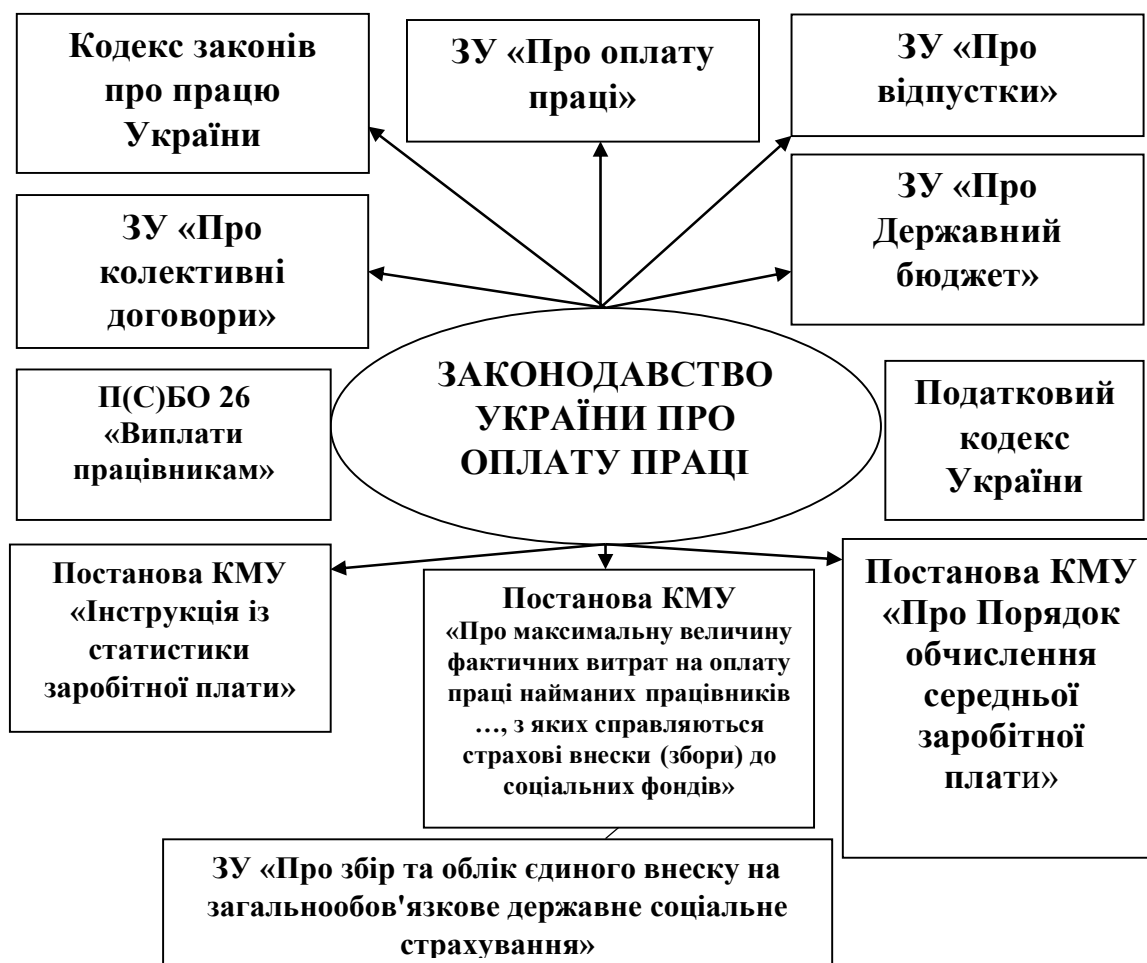 Кодекс законів
про працю
України
ЗУ «Про оплату
праці»
ЗУ «Про
відпустки»
ЗУ «Про
колективні
договори»
ЗУ «Про
Державний
бюджет»
ЗАКОНОДАВСТВО
УКРАЇНИ ПРО
ОПЛАТУ ПРАЦІ
П(С)БО 26
«Виплати
працівникам»
Податковий
кодекс
України
Постанова КМУ
«Інструкція із
статистики
заробітної плати»
Постанова КМУ
«Про максимальну величину
фактичних витрат на оплату
праці найманих працівників
…, з яких справляються
страхові внески (збори) до
соціальних фондів»
Постанова КМУ
«Про Порядок
обчислення
середньої
заробітної
плати»
ЗУ «Про збір та облік єдиного внеску на
загальнообов'язкове державне соціальне
страхування»